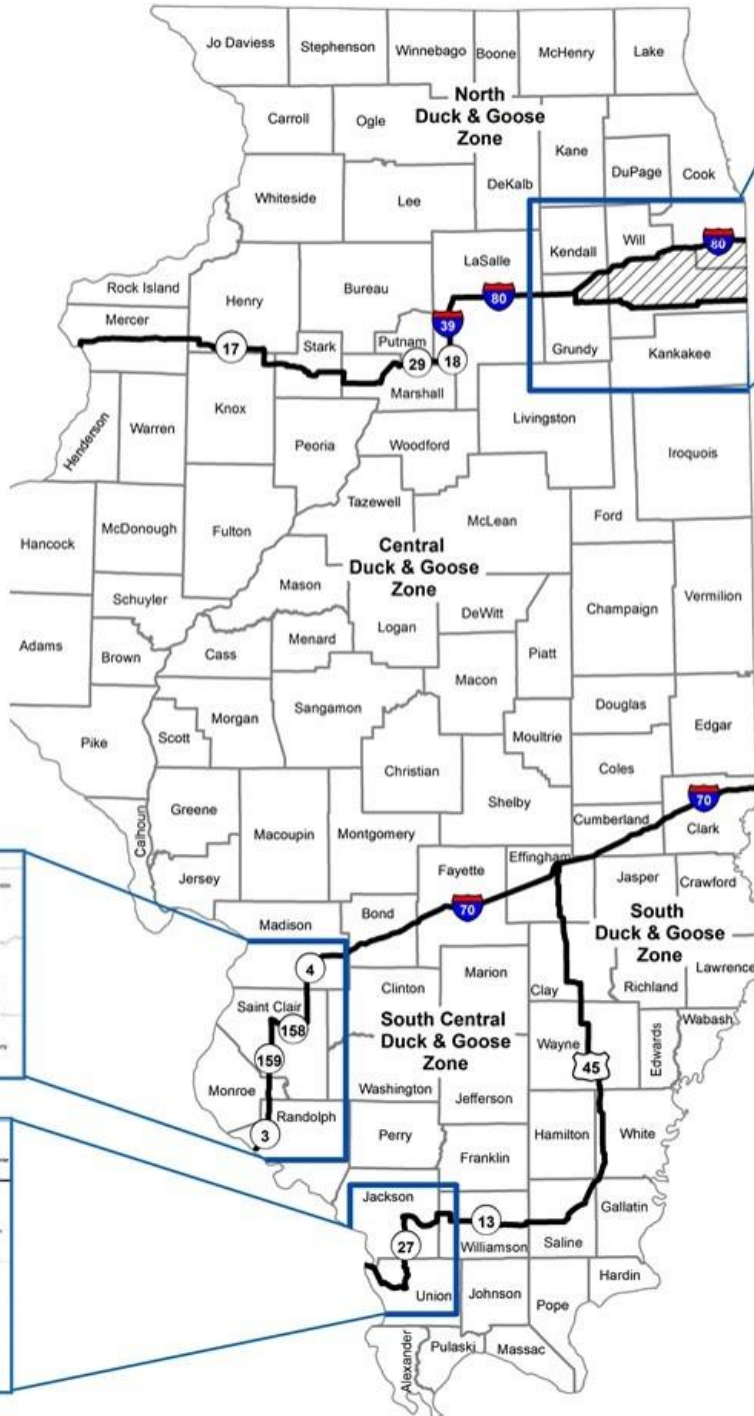 Jo Daviess
Stephenson
Winnebago
Boone
McHenry
Lake
North
Duck & Goose
Zone
Carroll
Ogle
Kane
DuPage
Cook
DeKalb
Whiteside
Lee
Kendall
Will
80
LaSalle
Rock Island
Henry
Bureau
80
Mercer
39
Putnam
Stark
17
29
18
Grundy
Kankakee
Marshall
Knox
Livingston
Henderson
Warren
Peoria
Woodford
Iroquois
Tazewell
McLean
Ford
Hancock
McDonough
Fulton
Central
Duck & Goose
Zone
Mason
Champaign
Vermilion
Schuyler
DeWitt
Logan
Adams
Brown
Cass
Menard
Piatt
Macon
Sangamon
Douglas
Morgan
Edgar
Pike
Scott
Moultrie
Christian
Coles
Shelby
70
Greene
Calhoun
Macoupin
Montgomery
Cumberland
Clark
Jersey
Fayette
Effingham
Jasper
Crawford
70
Bond
South
Duck & Goose
Zone
Madison
4
Marion
Lawrence
Clinton
Clay
Richland
Saint Clair
158
South Central
Duck & Goose
Zone
Wabash
Wayne
Edwards
159
45
Monroe
Washington
Jefferson
Randolph
3
Perry
Hamilton
White
Franklin
Jackson
Gallatin
13
27
Williamson
Saline
Hardin
Union
Johnson
Pope
Alexander
Pulaski
Massac